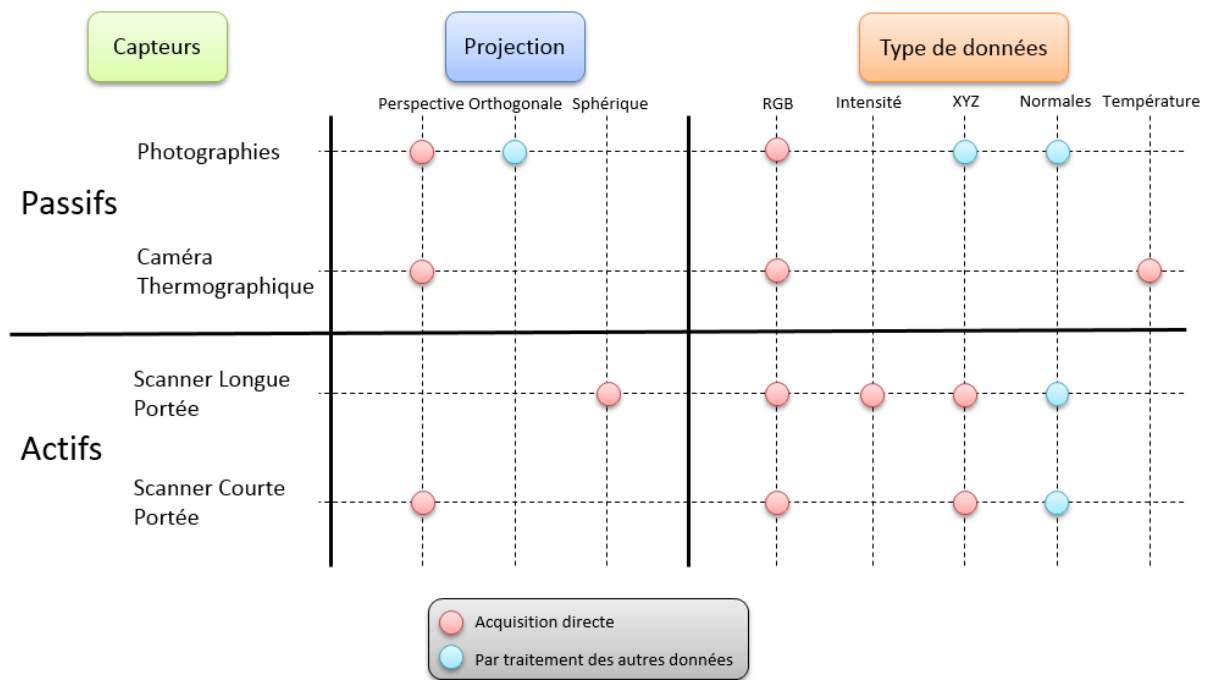 Capteurs
Projection
Type de données
Perspective Orthogonale Sphérique
RGB Intensité XYZ Normales Température
Photographies
Passifs
Caméra
Thermographique
Scanner Longue
Portée
Actifs
Scanner Courte
Portée
Acquisition directe
Par traitement des autres données